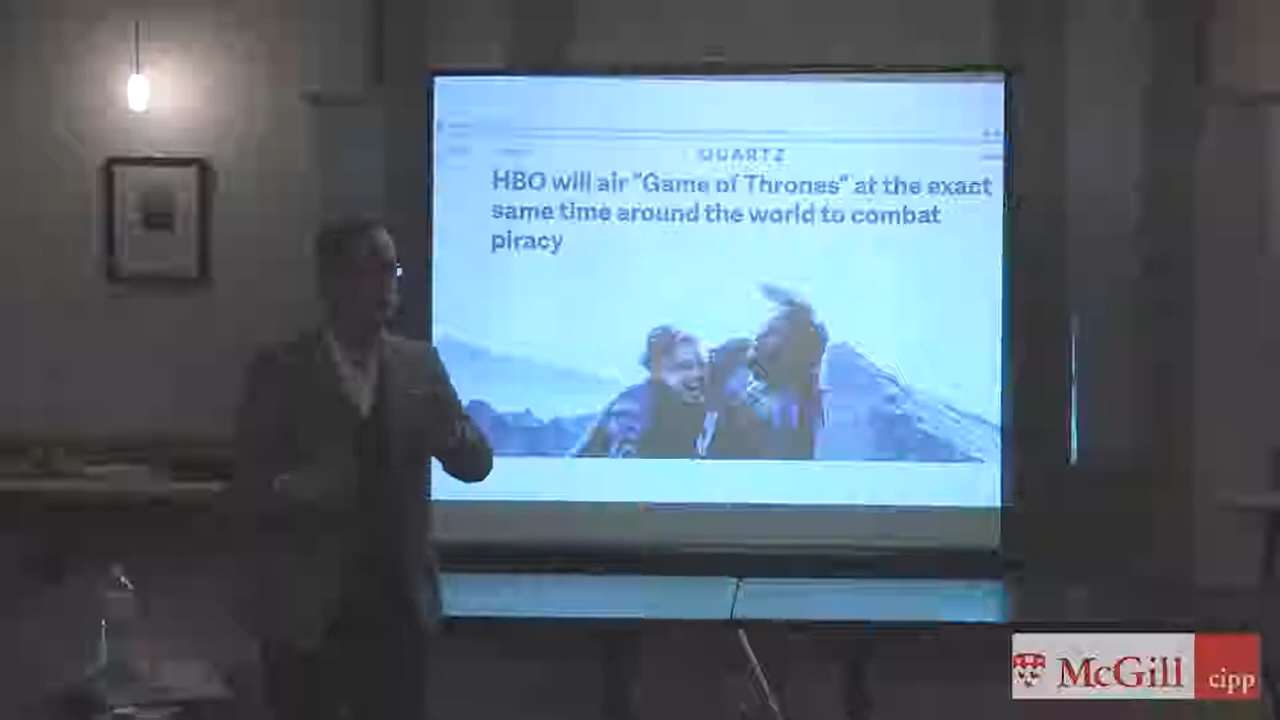 QUARTZ
HBO will air "Game of Thrones" at the exact
same time around the world to combat
piracy
McGill
cipp